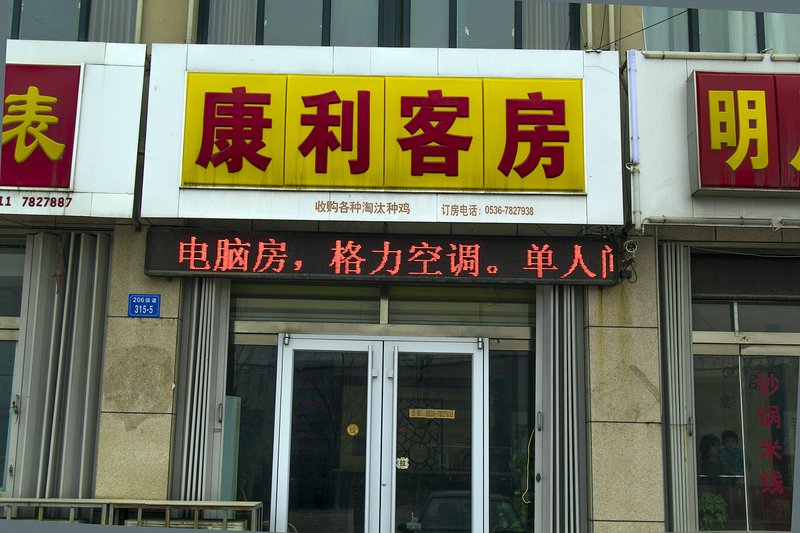 表
11 7827887
康利客房
收购各种淘汰种鸡 订房电话：0536-7827938
明
电脑房，格力空调。单人间
206国道
315-5
拉
砂锅米线